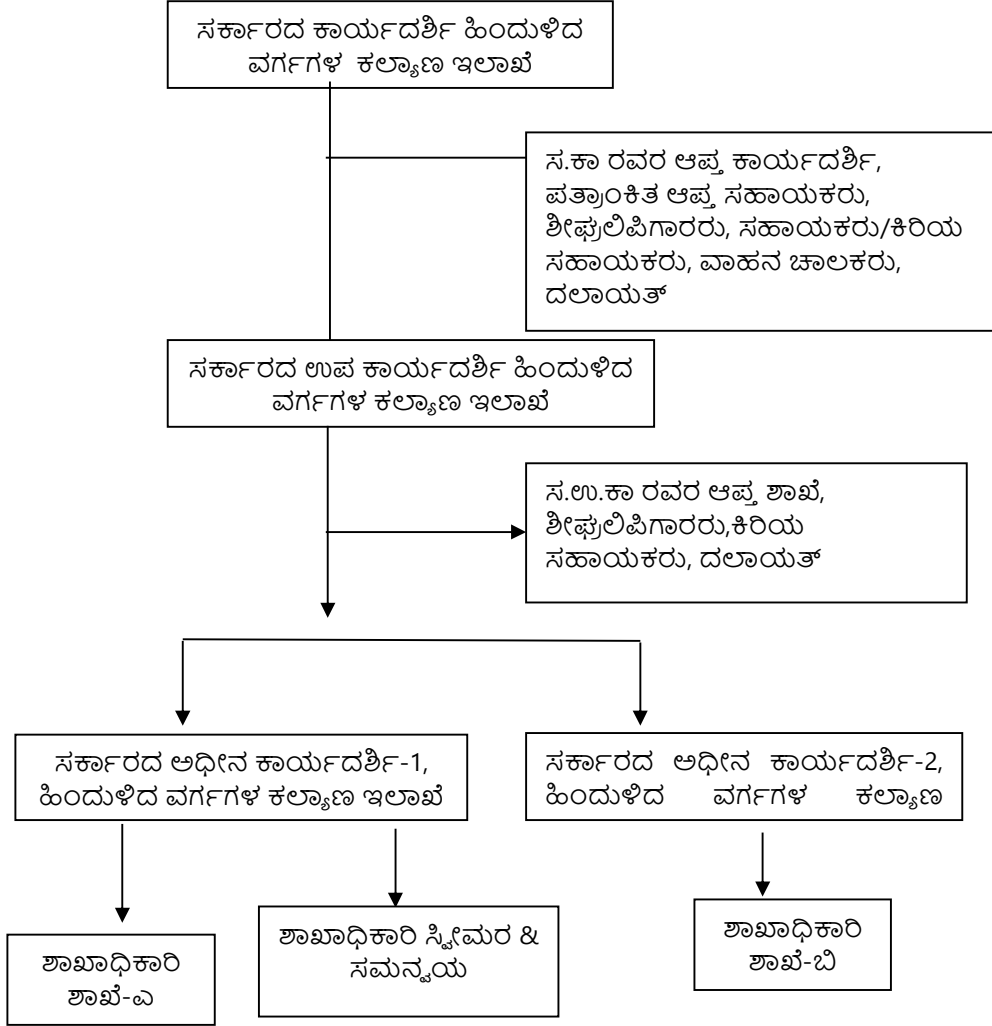 ಸರ್ಕಾರದ ಕಾರ್ಯದರ್ಶಿ ಹಿಂದುಳಿದ
ವರ್ಗಗಳ ಕಲ್ಯಾಣ ಇಲಾಖೆ
ಸ.ಕಾ ರವರ ಆಪ್ತ ಕಾರ್ಯದರ್ಶಿ,
ಪತ್ರಾಂಕಿತ ಆಪ್ತ ಸಹಾಯಕರು,
ಶೀಘ್ರಲಿಪಿಗಾರರು, ಸಹಾಯಕರು/ಕಿರಿಯ
ಸಹಾಯಕರು, ವಾಹನ ಚಾಲಕರು,
ದಲಾಯತ್
ಸರ್ಕಾರದ ಉಪ ಕಾರ್ಯದರ್ಶಿ ಹಿಂದುಳಿದ
ವರ್ಗಗಳ ಕಲ್ಯಾಣ ಇಲಾಖೆ
ಸ.ಉ.ಕಾ ರವರ ಆಪ್ತ ಶಾಖೆ,
ಶೀಘ್ರಲಿಪಿಗಾರರು,ಕಿರಿಯ
ಸಹಾಯಕರು, ದಲಾಯತ್
ಸರ್ಕಾರದ ಅಧೀನ ಕಾರ್ಯದರ್ಶಿ-1,
ಹಿಂದುಳಿದ ವರ್ಗಗಳ ಕಲ್ಯಾಣ ಇಲಾಖೆ
ಸರ್ಕಾರದ ಅಧೀನ ಕಾರ್ಯದರ್ಶಿ-2,
ಹಿಂದುಳಿದ ವರ್ಗಗಳ ಕಲ್ಯಾಣ
ಶಾಖಾಧಿಕಾರಿ
ಶಾಖೆ-ಎ
ಶಾಖಾಧಿಕಾರಿ ಸ್ವೀಮರ &
ಸಮನ್ವಯ
ಶಾಖಾಧಿಕಾರಿ
ಶಾಖೆ-ಬಿ